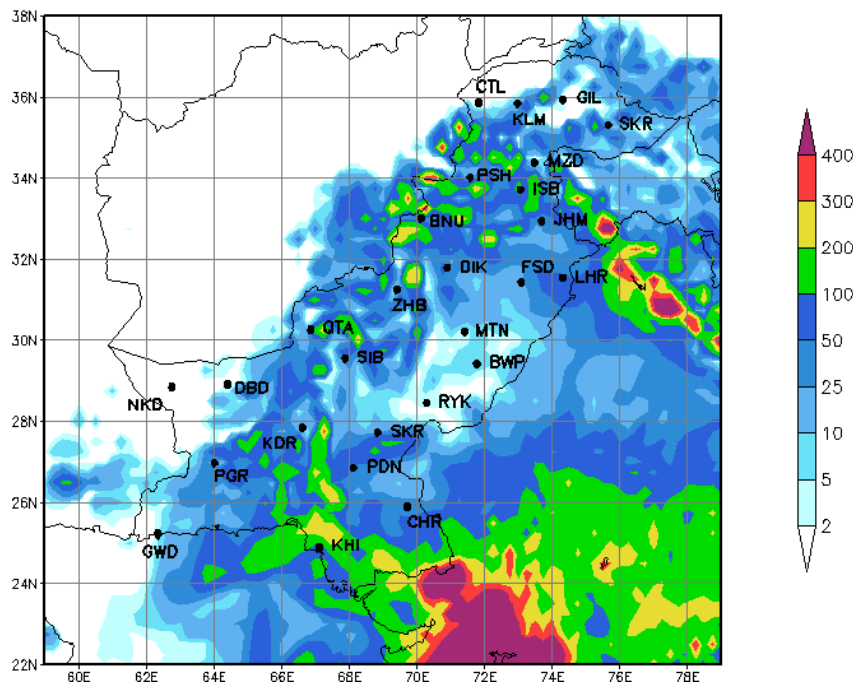 38N
36N
34N
32N
30N
28N
26N
24N
22N
60E 62E 64E 66E 68E 70E 72E 74E 76E 78E
CTL
KLM
GIL
SKR
MZD
PSH
ISB
BNU
JHM
DIK
FSD
LHR
ZHB
QTA
MTN
SIB
BWP
NKD
DBD
RYK
KDR
SKR
PGR
PDN
CHR
GWD
KHI
400
300
200
100
50
25
10
5
2